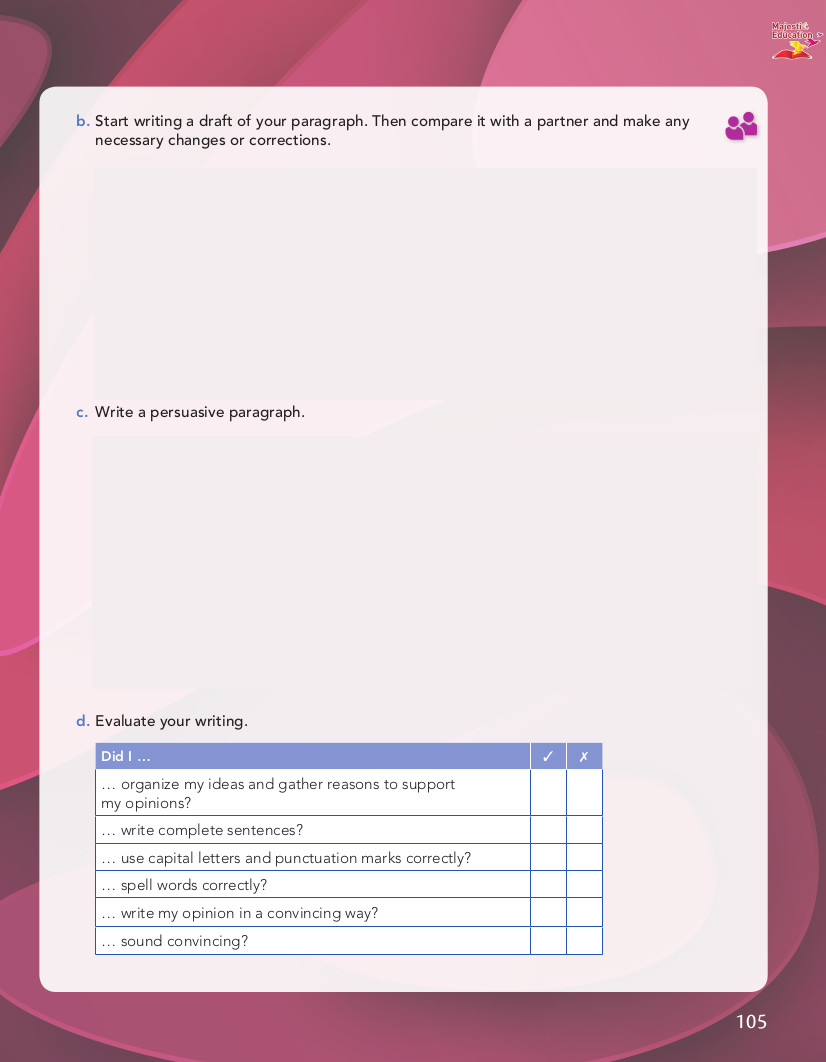 Majestic
Education
b. Start writing a draft of your paragraph. Then compare it with a partner and make any
necessary changes or corrections.
c. Write a persuasive paragraph.
d. Evaluate your writing.
Did I … ✓ ✗
… organize my ideas and gather reasons to support
my opinions?
… write complete sentences?
… use capital letters and punctuation marks correctly?
… spell words correctly?
… write my opinion in a convincing way?
… sound convincing?
105